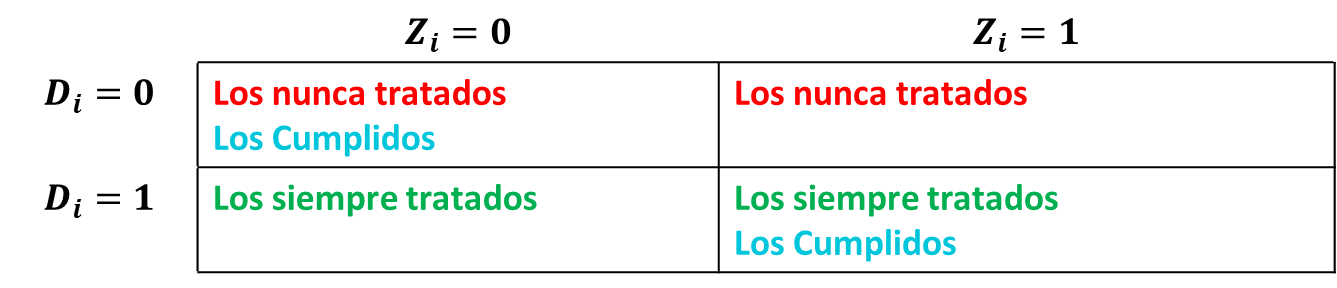 Z_i = 0 Z_i = 1
D_i = 0 Los nunca tratados Los nunca tratados
Los Cumplidos
D_i = 1 Los siempre tratados Los siempre tratados
Los Cumplidos